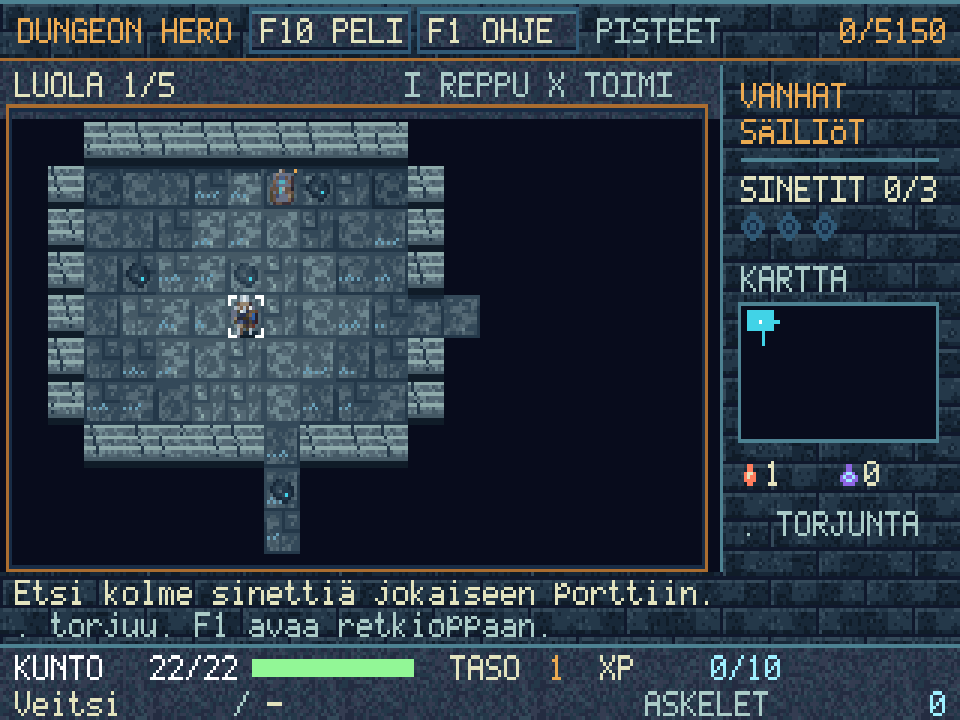 DUNGEON HERO F10 PELI F1 OHJE PISTEET 0/5150
LUOLA 1/5 I REPPU X TOIMI
VANHAT
SÄILIÖT
SINETIT 0/3
KARTTA
1 0
. TORJUNTA
Etsi kolme sinettiä jokaiseen porttiin.
. torjuu. F1 avaa retkioppaan.
KUNTO 22/22 TASO 1 XP 0/10
Veitsi / - ASKELET 0